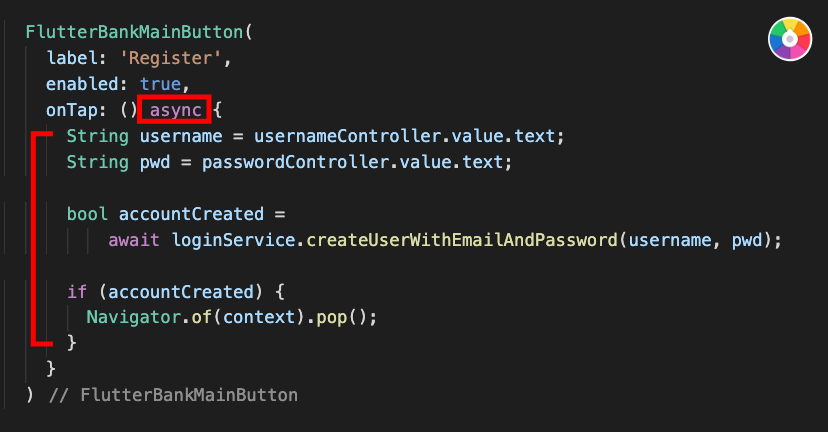 FlutterBankMainButton(
label: 'Register',
enabled: true,
onTap: () async {
String username = usernameController.value.text;
String pwd = passwordController.value.text;
bool accountCreated =
await loginService.createUserWithEmailAndPassword(username, pwd);
if (accountCreated) {
Navigator.of(context).pop();
}
}
) // FlutterBankMainButton